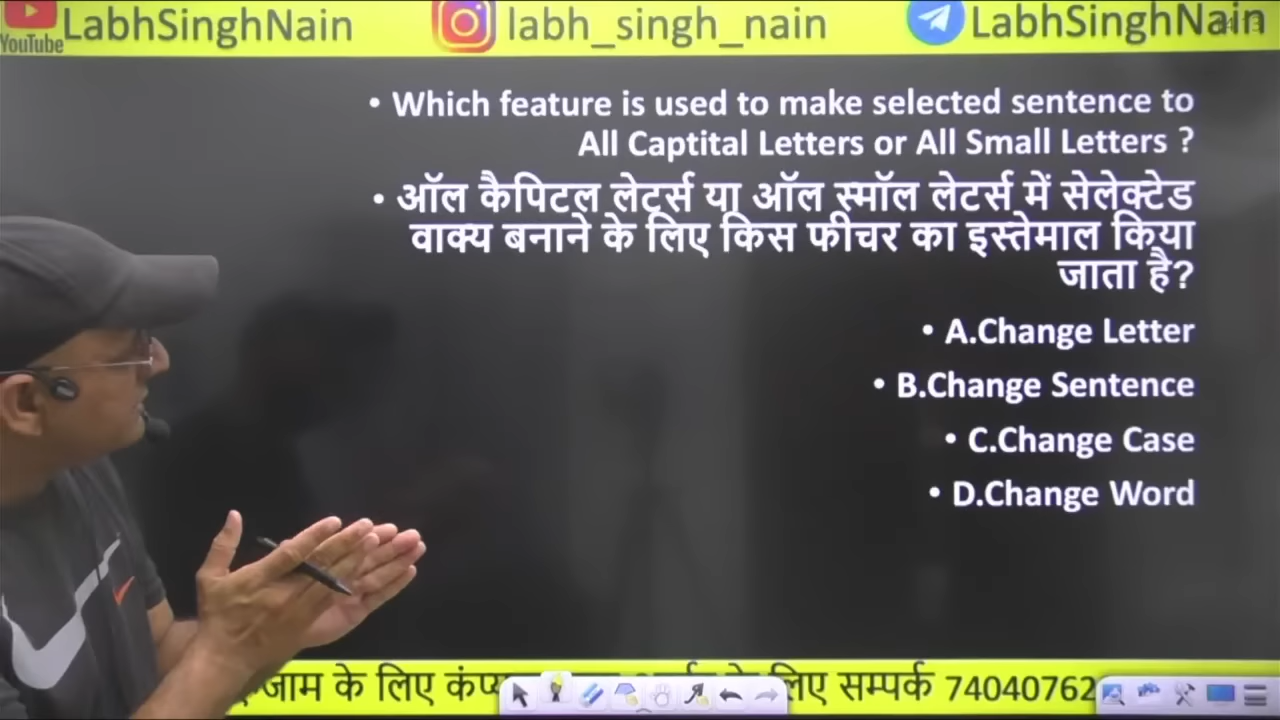 YouTube LabhSinghNain labh_singh_nain LabhSinghNain
• Which feature is used to make selected sentence to
All Captital Letters or All Small Letters ?
• ऑल कैपिटल लेटर्स या ऑल स्मॉल लेटर्स में सेलेक्टेड
वाक्य बनाने के लिए किस फीचर का इस्तेमाल किया
जाता है?
• A.Change Letter
• B.Change Sentence
• C.Change Case
• D.Change Word
के लिए लिए सम्पर्क 74040762